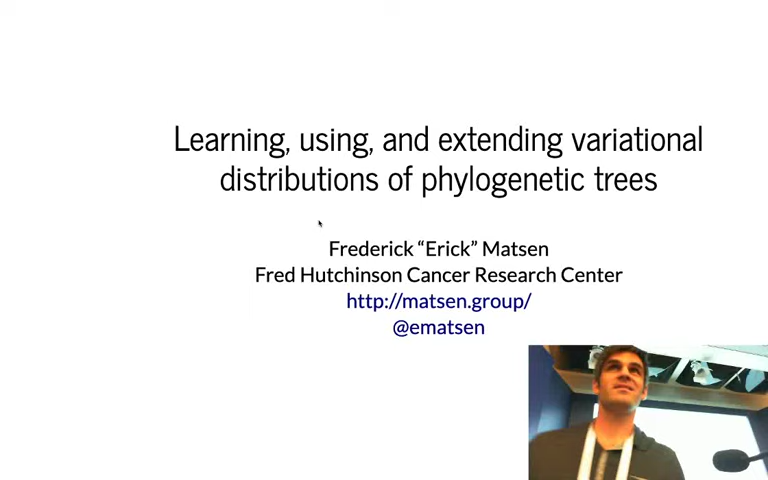 Learning, using, and extending variational
distributions of phylogenetic trees
Frederick “Erick” Matsen
Fred Hutchinson Cancer Research Center
http://matsen.group/
@ematsen